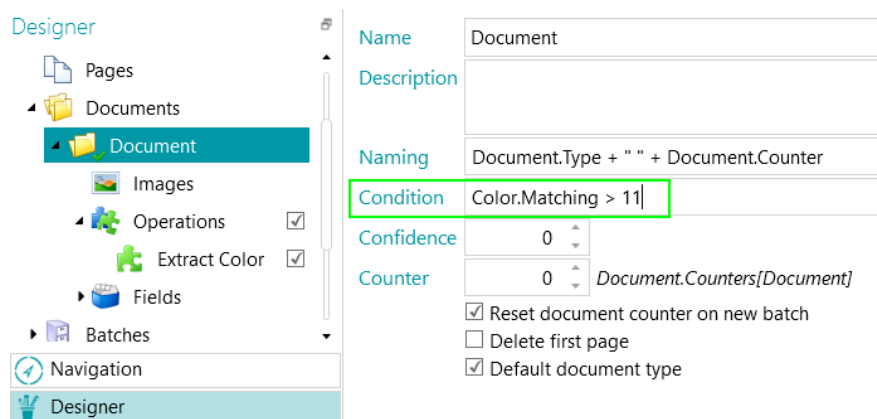 Designer
Pages
Documents
Document
Images
Operations
Extract Color
Fields
Batches
Navigation
Designer
Name Document
Description
Naming Document.Type + " " + Document.Counter
Condition Color.Matching > 11
Confidence 0
Counter 0 Document.Counters[Document]
Reset document counter on new batch
Delete first page
Default document type